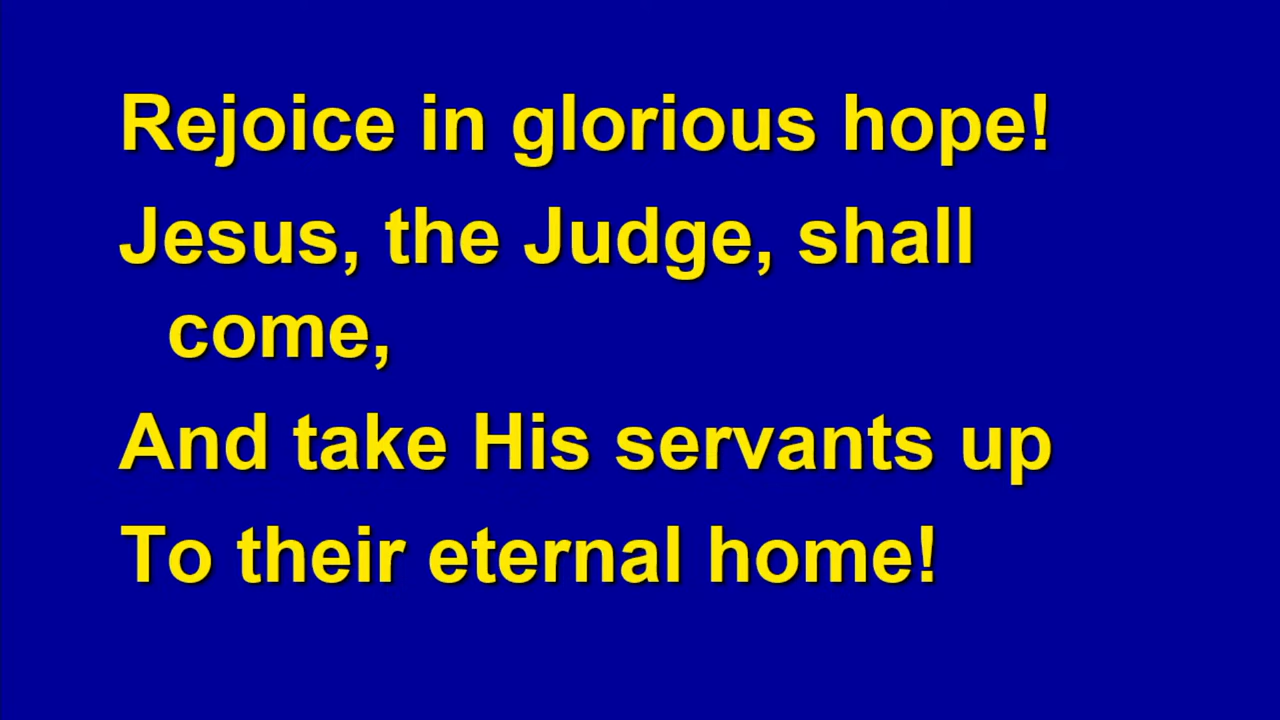 Rejoice in glorious hope!
Jesus, the Judge, shall
come,
And take His servants up
To their eternal home!